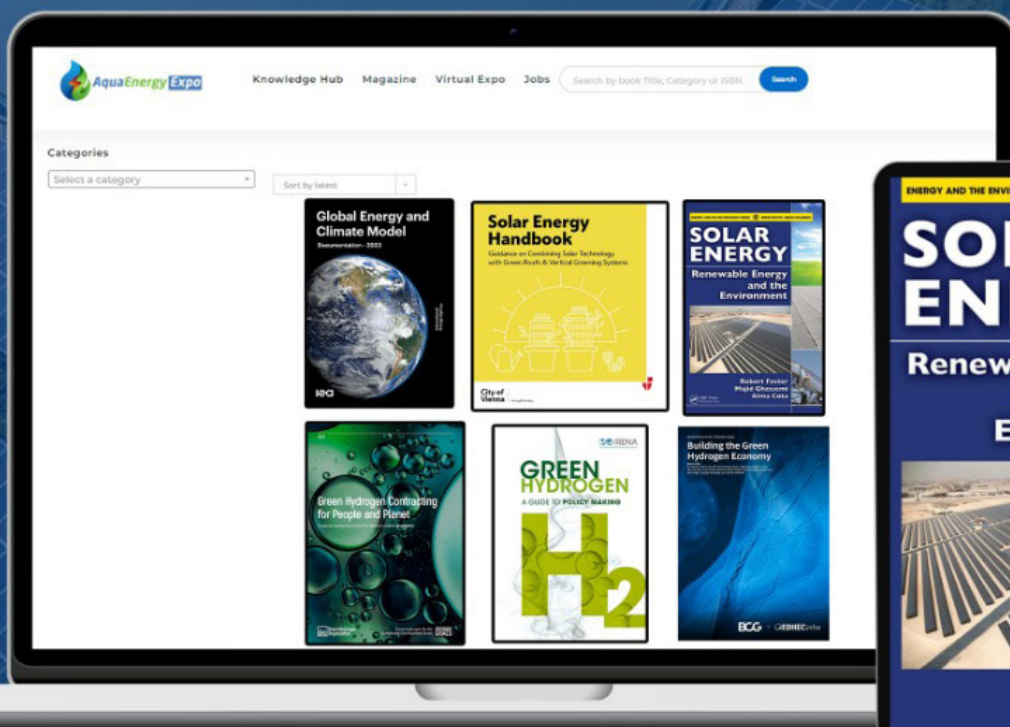 AquaEnergy Expo
Knowledge Hub Magazine Virtual Expo Jobs
Search by book Title, Category or ISBN
Search
Categories
Select a category
Sort by latest
Global Energy and
Climate Model
Documentation - 2023
iea
Solar Energy
Handbook
Guidance on Combining Solar Technology
with Green Roofs & Vertical Greening Systems
City of
Vienna
SOLAR
ENERGY
Renewable Energy
and the
Environment
Robert Foster
Majid Ghassemi
Alma Cota
Green Hydrogen Contracting
for People and Planet
IRENA
GREEN
HYDROGEN
A GUIDE TO POLICY MAKING
H2
Building the Green
Hydrogen Economy
BCG
EDHECinfra
ENERGY AND THE ENVI
SO
EN
Renew
E